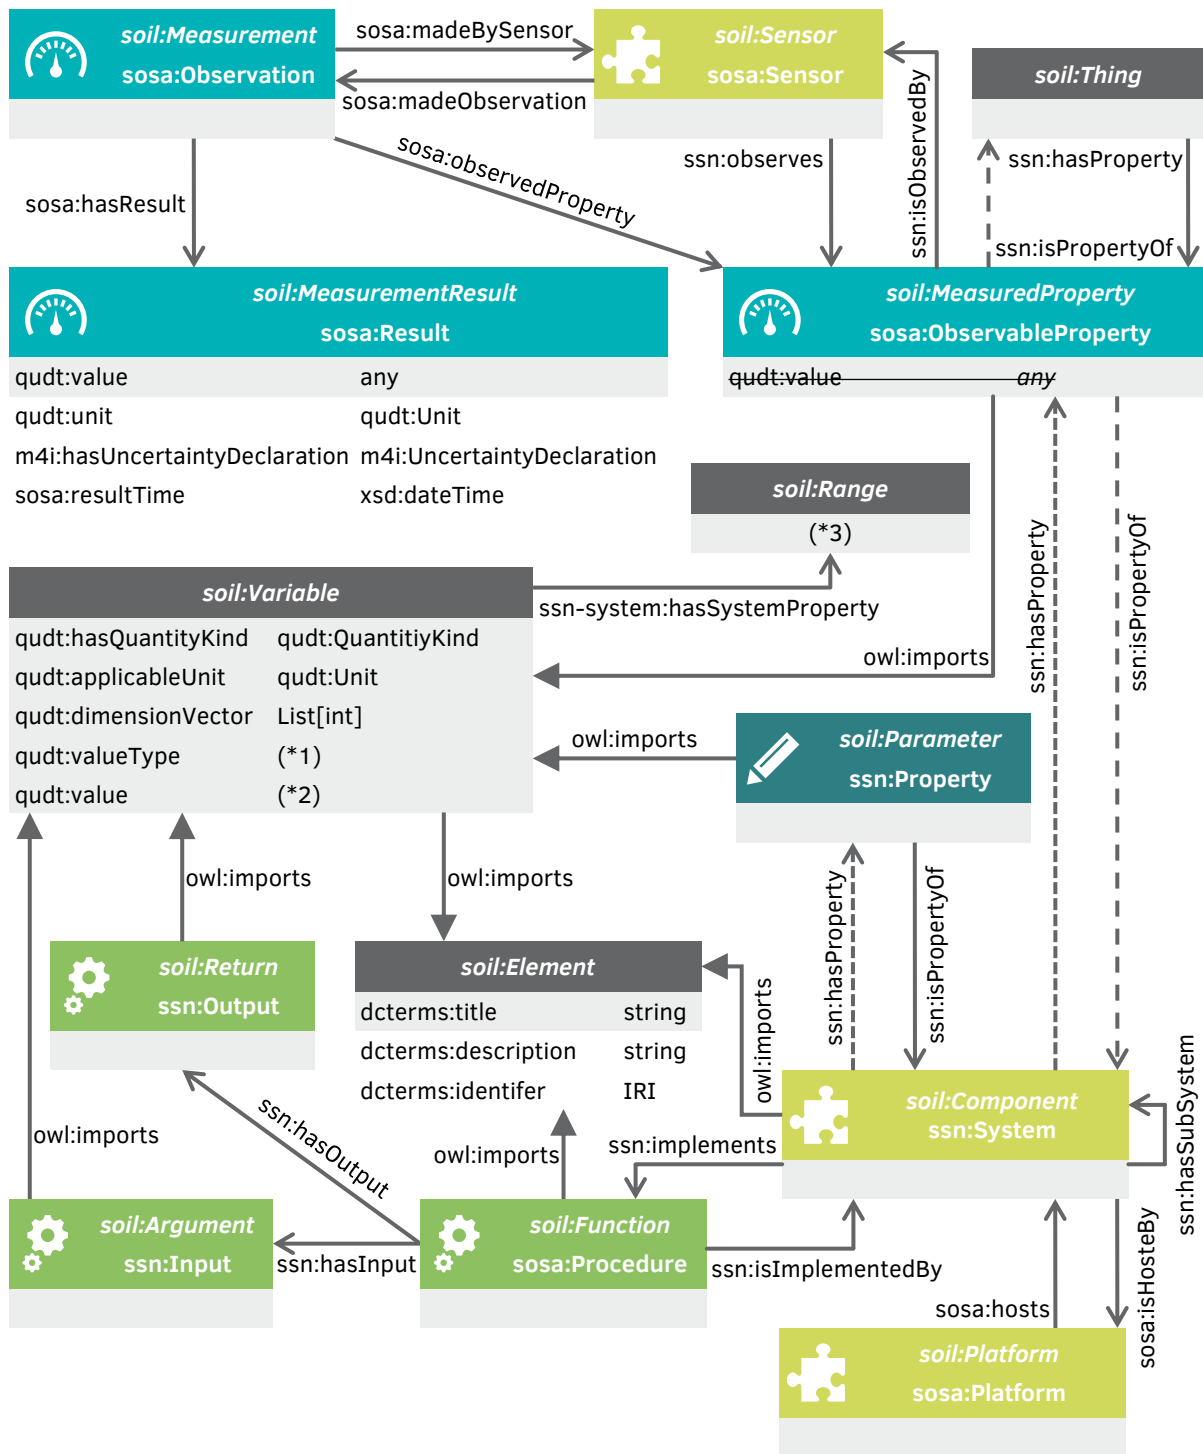 soil:Measurement
sosa:Observation
sosa:madeBySensor
sosa:madeObservation
soil:Sensor
sosa:Sensor
soil:Thing
sosa:hasResult
sosa:observedProperty
ssn:observes
ssn:isObservedBy
ssn:hasProperty
ssn:isPropertyOf
soil:MeasurementResult
sosa:Result
qudt:value any
qudt:unit qudt:Unit
m4i:hasUncertaintyDeclaration m4i:UncertaintyDeclaration
sosa:resultTime xsd:dateTime
soil:MeasuredProperty
sosa:ObservableProperty
qudt:value any
soil:Range
(*3)
soil:Variable
qudt:hasQuantityKind qudt:QuantitiyKind
qudt:applicableUnit qudt:Unit
qudt:dimensionVector List[int]
qudt:valueType (*1)
qudt:value (*2)
ssn-system:hasSystemProperty
owl:imports
ssn:hasProperty
ssn:isPropertyOf
owl:imports
soil:Parameter
ssn:Property
owl:imports
owl:imports
ssn:hasProperty
ssn:isPropertyOf
soil:Return
ssn:Output
soil:Element
dcterms:title string
dcterms:description string
dcterms:identifer IRI
owl:imports
soil:Component
ssn:System
ssn:hasSubSystem
owl:imports
ssn:hasOutput
owl:imports
ssn:implements
soil:Argument
ssn:Input
ssn:hasInput
soil:Function
sosa:Procedure
ssn:isImplementedBy
sosa:hosts
sosa:isHosteBy
soil:Platform
sosa:Platform